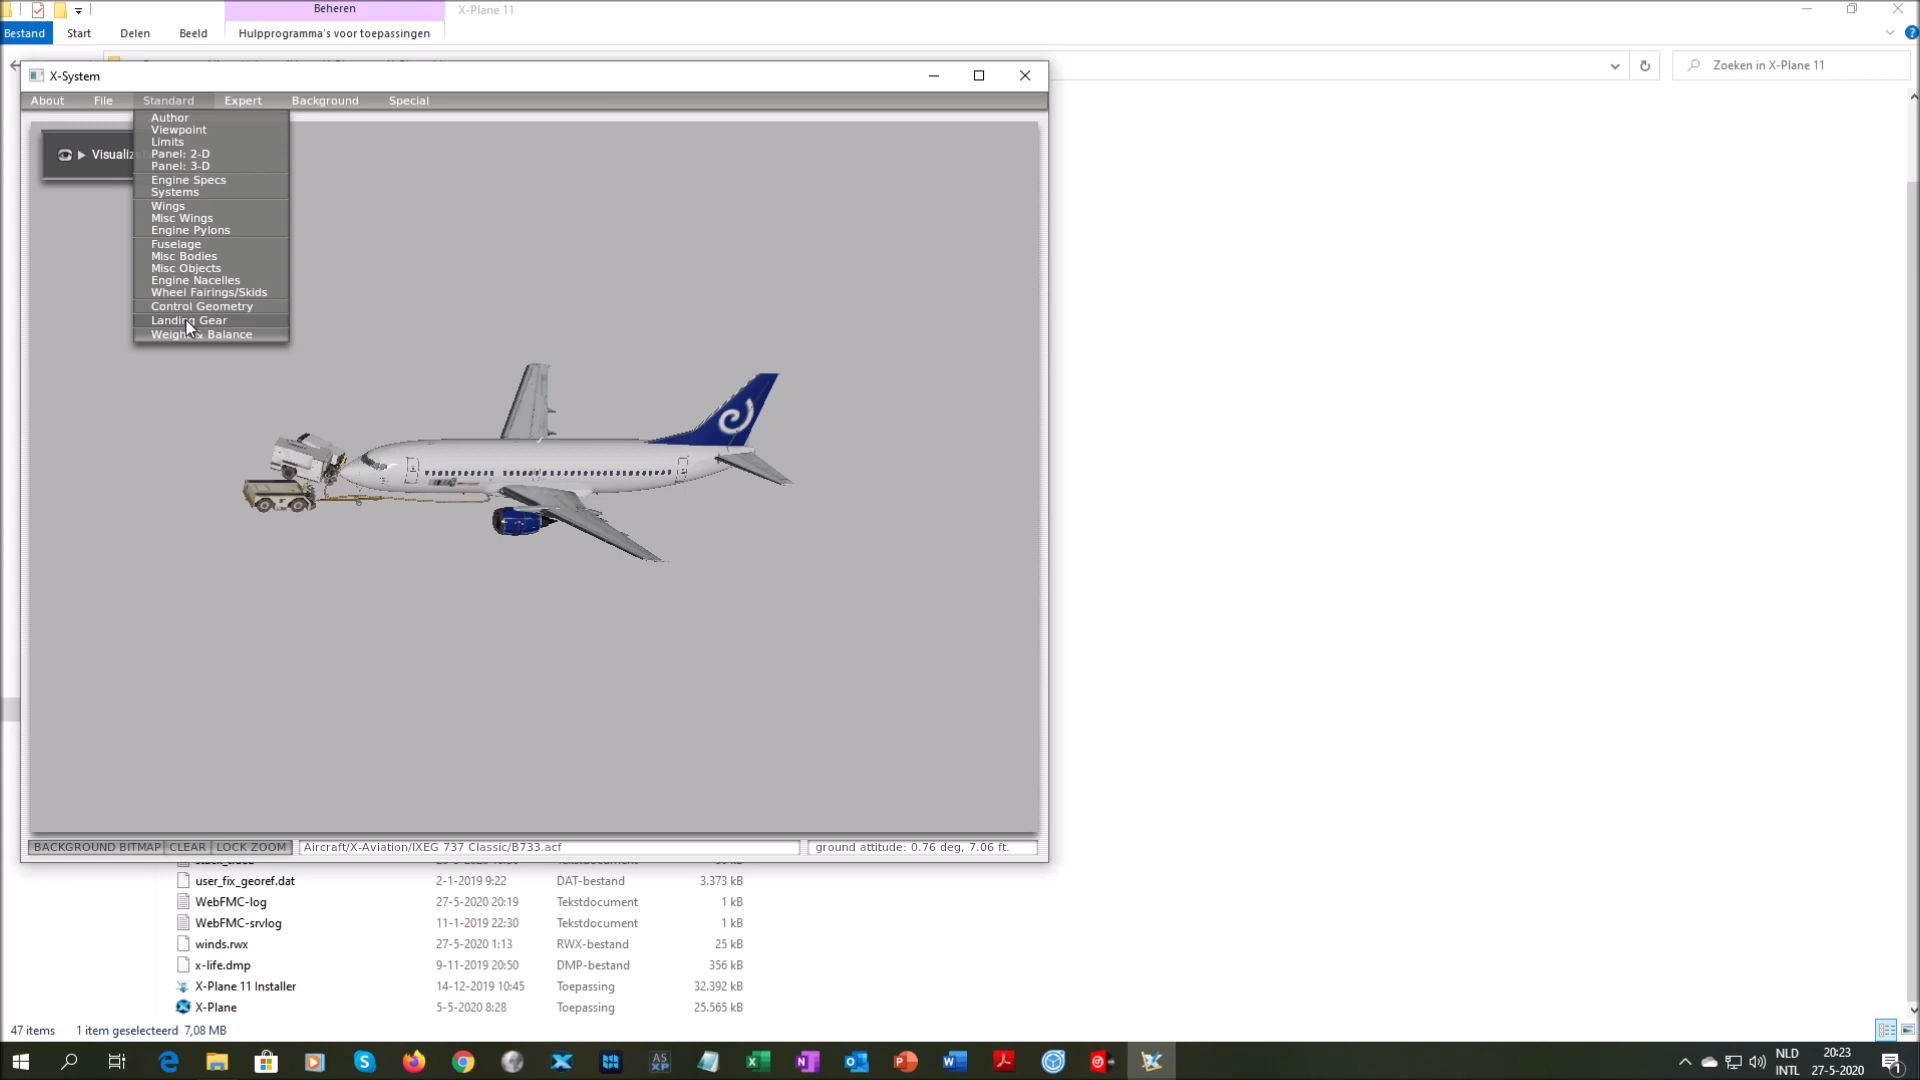 Beheren
X-Plane 11
Bestand
Start
Delen
Beeld
Hulpprogramma's voor toepassingen
Zoeken in X-Plane 11
X-System
About
File
Standard
Expert
Background
Special
Visualiz
Author
Viewpoint
Limits
Panel: 2-D
Panel: 3-D
Engine Specs
Systems
Wings
Misc Wings
Engine Pylons
Fuselage
Misc Bodies
Misc Objects
Engine Nacelles
Wheel Fairings/Skids
Control Geometry
Landing Gear
Weight & Balance
BACKGROUND BITMAP CLEAR LOCK ZOOM
Aircraft/X-Aviation/IXEG 737 Classic/B733.acf
ground attitude: 0.76 deg, 7.06 ft.
user_fix_georef.dat 2-1-2019 9:22 DAT-bestand 3.373 kB
WebFMC-log 27-5-2020 20:19 Tekstdocument 1 kB
WebFMC-srvlog 11-1-2019 22:30 Tekstdocument 1 kB
winds.rwx 27-5-2020 1:13 RWX-bestand 25 kB
x-life.dmp 9-11-2019 20:50 DMP-bestand 356 kB
X-Plane 11 Installer 14-12-2019 10:45 Toepassing 32.392 kB
X-Plane 5-5-2020 8:28 Toepassing 25.565 kB
47 items 1 item geselecteerd 7,08 MB
AS
XP
NLD
INTL
20:23
27-5-2020
1